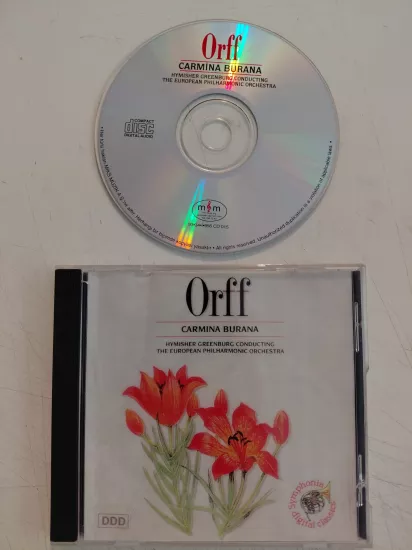 Orff
CARMINA BURANA
HYMISHER GREENBURG CONDUCTING
THE EUROPEAN PHILHARMONIC ORCHESTRA
COMPACT
DISC
DIGITAL AUDIO
Orff
CARMINA BURANA
HYMISHER GREENBURG CONDUCTING
THE EUROPEAN PHILHARMONIC ORCHESTRA
DDD
Symphonia
digital classics